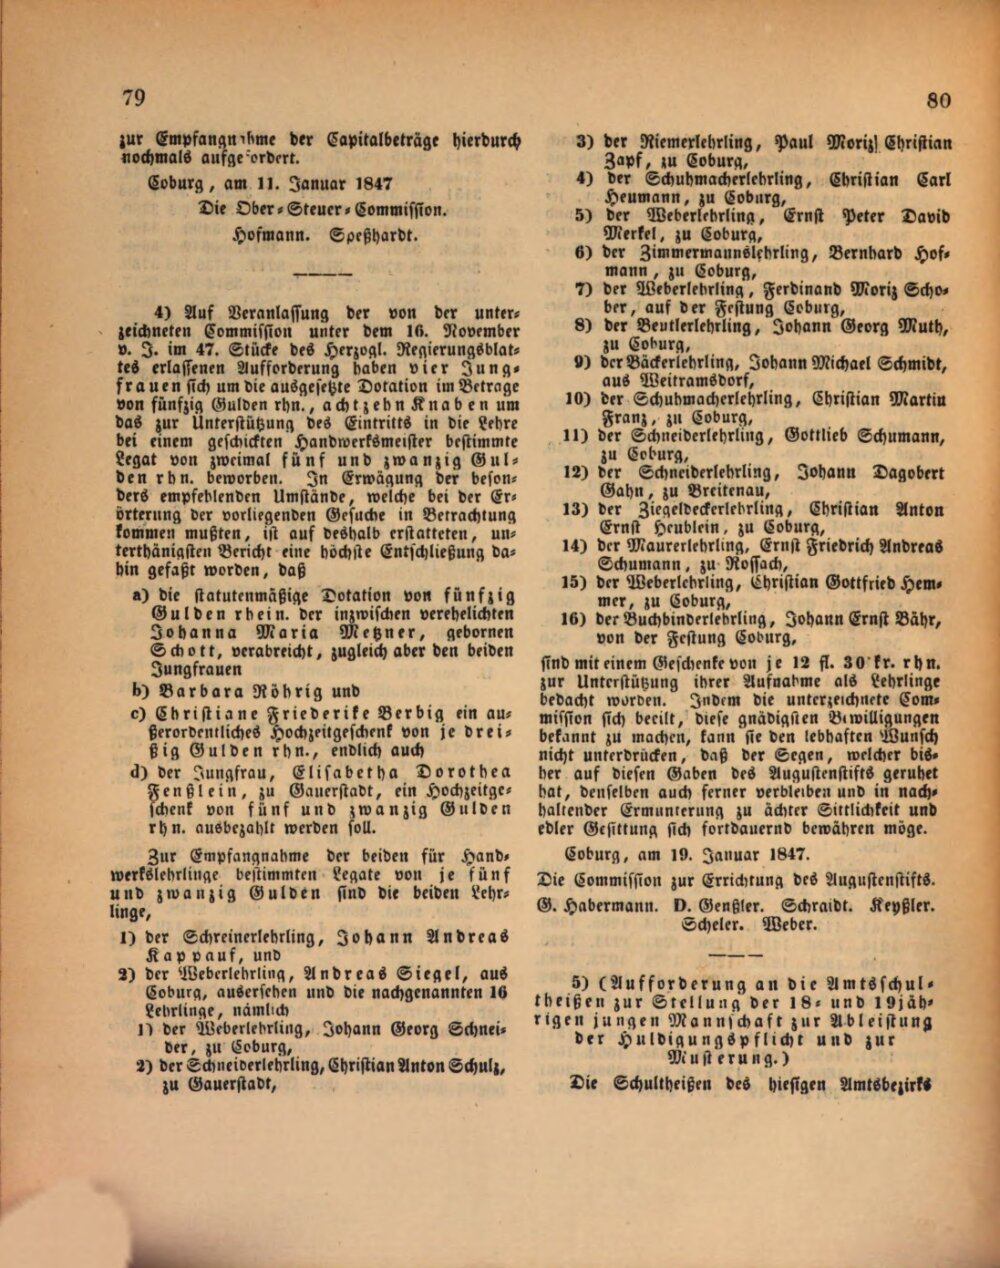 79
zur Empfangnahme der Capitalbeträge hierdurch
nochmals aufgefordert.
Coburg, am 11. Januar 1847
Die Ober-Steuer-Commission.
Hofmann. Speßhardt.
4) Auf Veranlassung der von der unter-
zeichneten Commission unter dem 16. November
v. J. im 47. Stücke des Herzogl. Regierungsblat-
tes erlassenen Aufforderung haben vier Jung-
frauen sich um die ausgesetzte Dotation im Betrage
von fünfzig Gulden rhn., achtzehn Knaben um
das zur Unterstützung des Eintritts in die Lehre
bei einem geschickten Handwerksmeister bestimmte
Legat von zweimal fünf und zwanzig Gul-
den rhn. beworben. In Erwägung der beson-
ders empfehlenden Umstände, welche bei der Er-
örterung der vorliegenden Gesuche in Betrachtung
kommen mußten, ist auf deshalb erstatteten, un-
terthänigsten Bericht eine höchste Entschließung da-
hin gefaßt worden, daß
a) die statutenmäßige Dotation von fünfzig
Gulden rhein. der inzwischen verehelichten
Johanna Maria Meßner, gebornen
Schott, verabreicht, zugleich aber den beiden
Jungfrauen
b) Barbara Röhrig und
c) Christiane Friederike Berbig ein au-
ßerordentliches Hochzeitgeschenk von je drei-
ßig Gulden rhn., endlich auch
d) der Jungfrau, Elisabetha Dorothea
Fenßlein, zu Gauerstadt, ein Hochzeitge-
schenk von fünf und zwanzig Gulden
rhn. ausbezahlt werden soll.
Zur Empfangnahme der beiden für Hand-
werkslehrlinge bestimmten Legate von je fünf
und zwanzig Gulden sind die beiden Lehr-
linge,
1) der Schreinerlehrling, Johann Andreas
Kappauf, und
2) der Weberlehrling, Andreas Siegel, aus
Coburg, ausersehen und die nachgenannten 16
Lehrlinge, nämlich
1) der Weberlehrling, Johann Georg Schnei-
der, zu Coburg,
2) der Schneiderlehrling, Christian Anton Schulz,
zu Gauerstadt,
80
3) der Riemerlehrling, Paul Moriz Christian
Zapf, zu Coburg,
4) der Schuhmacherlehrling, Christian Carl
Heumann, zu Coburg,
5) der Weberlehrling, Ernst Peter David
Merkel, zu Coburg,
6) der Zimmermannslehrling, Bernhard Hof-
mann, zu Coburg,
7) der Weberlehrling, Ferdinand Moriz Scho-
ber, auf der Festung Coburg,
8) der Beutlerlehrling, Johann Georg Muth,
zu Coburg,
9) der Bäckerlehrling, Johann Michael Schmidt,
aus Weitramsdorf,
10) der Schuhmacherlehrling, Christian Martin
Franz, zu Coburg,
11) der Schneiderlehrling, Gottlieb Schumann,
zu Coburg,
12) der Schneiderlehrling, Johann Dagobert
Gahn, zu Breitenau,
13) der Ziegeldeckerlehrling, Christian Anton
Ernst Heublein, zu Coburg,
14) der Maurerlehrling, Ernst Friedrich Andreas
Schumann, zu Rossach,
15) der Weberlehrling, Christian Gottfried Hem-
mer, zu Coburg,
16) der Buchbinderlehrling, Johann Ernst Bähr,
von der Festung Coburg,
sind mit einem Geschenke von je 12 fl. 30 kr. rhn.
zur Unterstützung ihrer Aufnahme als Lehrlinge
bedacht worden. Indem die unterzeichnete Com-
mission sich beeilt, diese gnädigsten Bewilligungen
bekannt zu machen, kann sie den lebhaften Wunsch
nicht unterdrücken, daß der Segen, welcher bis-
her auf diesen Gaben des Augustenstifts geruhet
hat, denselben auch ferner verbleiben und in nach-
haltender Ermunterung zu ächter Sittlichkeit und
edler Gesittung sich fortdauernd bewähren möge.
Coburg, am 19. Januar 1847.
Die Commission zur Errichtung des Augustenstifts.
G. Habermann. D. Genßler. Schraidt. Keyßler.
Scheler. Weber.
5) (Aufforderung an die Amtsschul-
theißen zur Stellung der 18- und 19jäh-
rigen jungen Mannschaft zur Ableistung
der Huldigungspflicht und zur
Musterung.)
Die Schultheißen des hiesigen Amtsbezirks